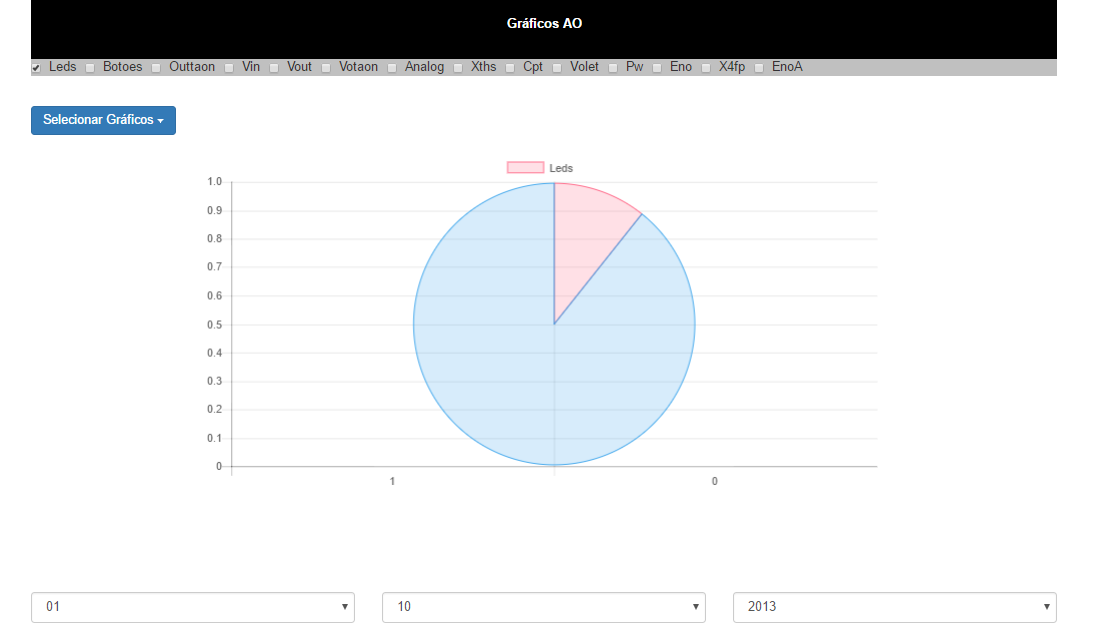 Gráficos AO
Leds Botoes Outtaon Vin Vout Votaon Analog Xths Cpt Volet Pw Eno X4fp EnoA
Selecionar Gráficos
Leds
1.0
0.9
0.8
0.7
0.6
0.5
0.4
0.3
0.2
0.1
0
1 0
01 10 2013